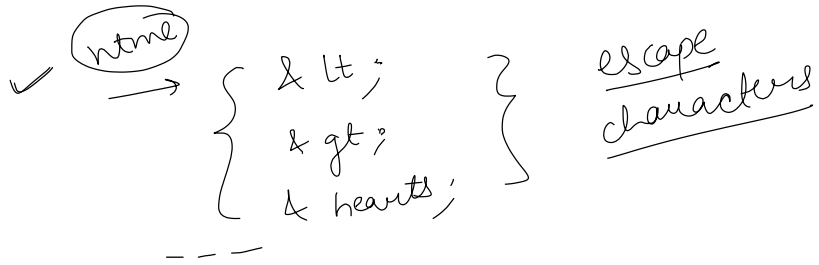 html
& lt;
& gt;
& hearts;
escape
characters